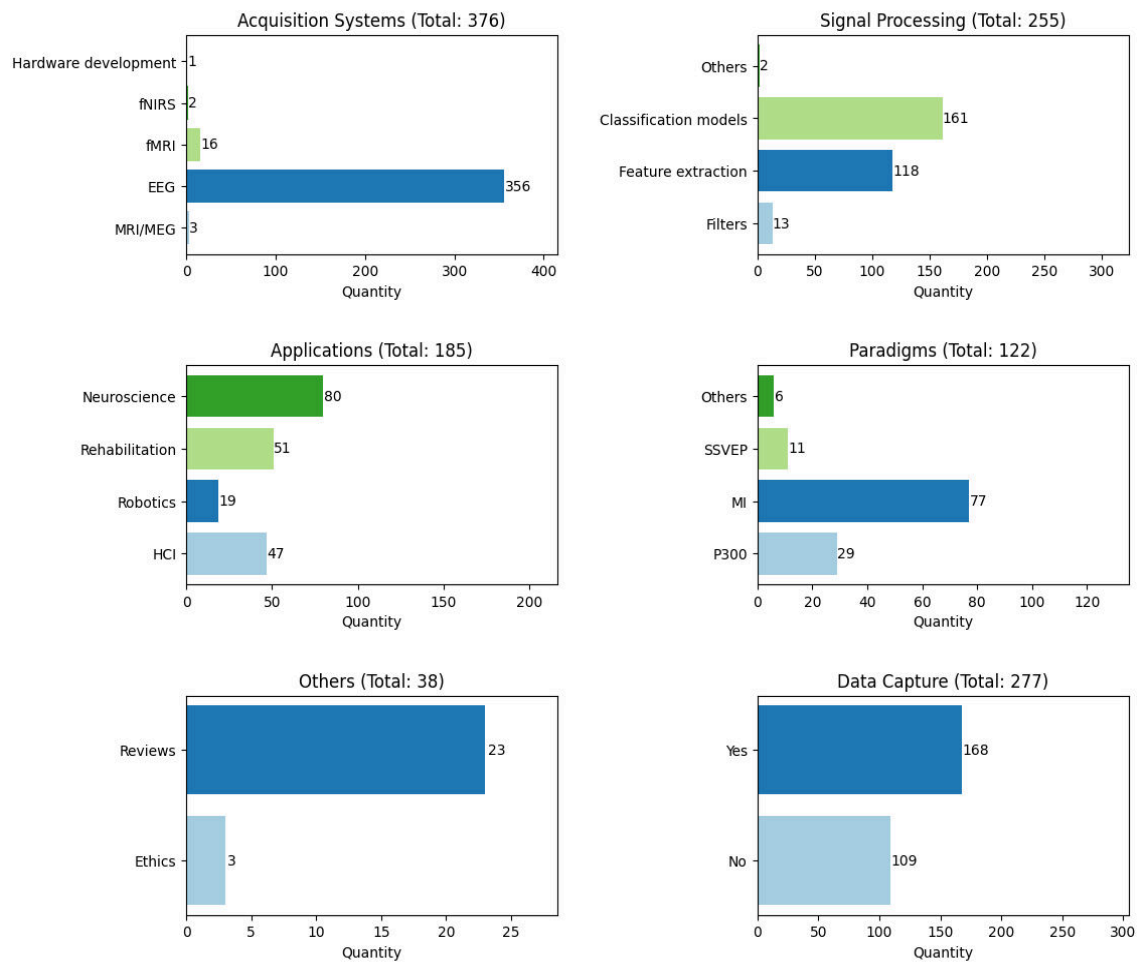 Acquisition Systems (Total: 376)
Hardware development 1
fNIRS 2
fMRI 16
EEG 356
MRI/MEG 3
0 100 200 300 400
Quantity
Signal Processing (Total: 255)
Others 2
Classification models 161
Feature extraction 118
Filters 13
0 50 100 150 200 250 300
Quantity
Applications (Total: 185)
Neuroscience 80
Rehabilitation 51
Robotics 19
HCI 47
0 50 100 150 200
Quantity
Paradigms (Total: 122)
Others 6
SSVEP 11
MI 77
P300 29
0 20 40 60 80 100 120
Quantity
Others (Total: 38)
Reviews 23
Ethics 3
0 5 10 15 20 25
Quantity
Data Capture (Total: 277)
Yes 168
No 109
0 50 100 150 200 250 300
Quantity